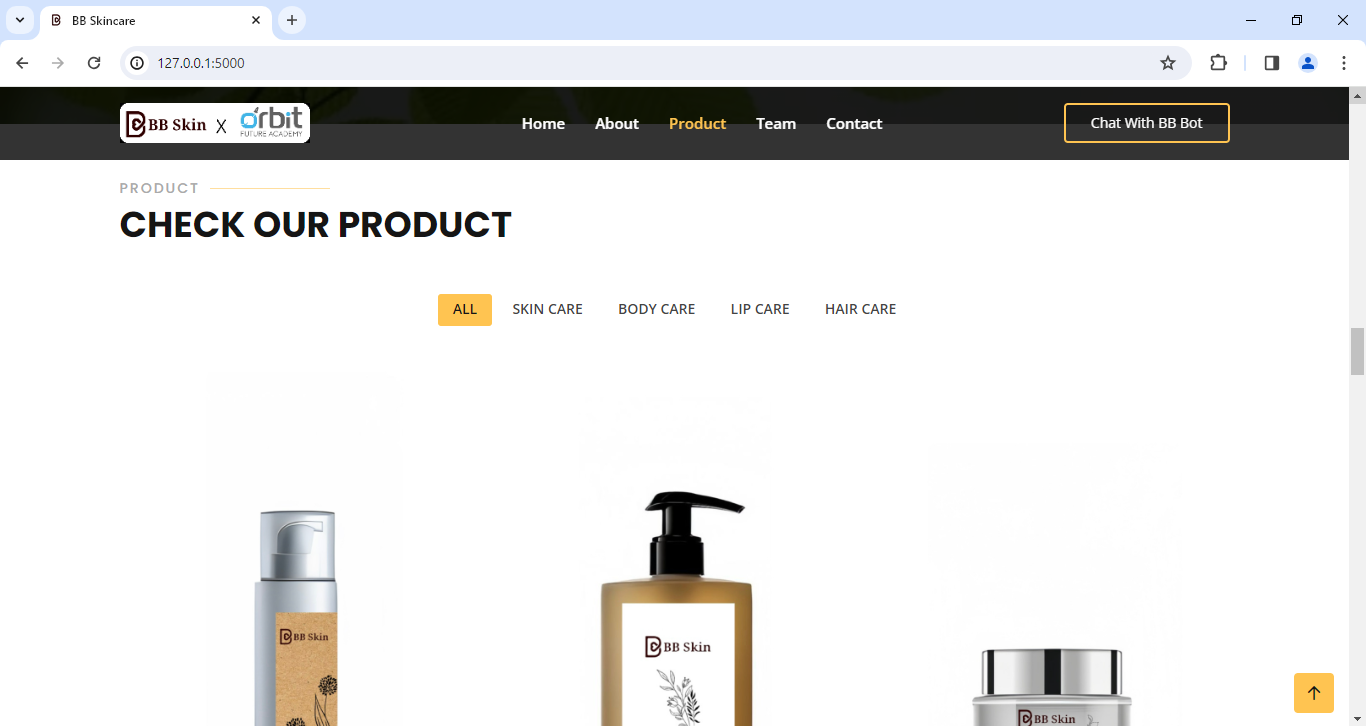 BB Skincare
127.0.0.1:5000
BB Skin X orbit
FUTURE ACADEMY
Home About Product Team Contact
Chat With BB Bot
PRODUCT
CHECK OUR PRODUCT
ALL SKIN CARE BODY CARE LIP CARE HAIR CARE
BB Skin
BB Skin
BB Skin